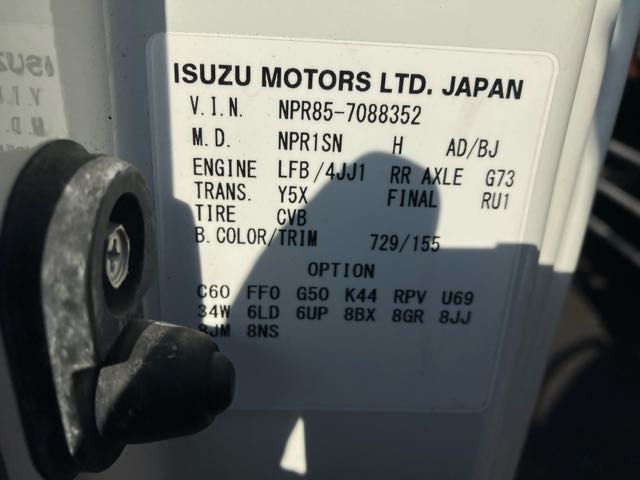 ISUZU MOTORS LTD. JAPAN
V.I.N. NPR85-7088352
M.D. NPR1SN H AD/BJ
ENGINE LFB/4JJ1 RR AXLE G73
TRANS. Y5X FINAL RU1
TIRE CVB
B.COLOR/TRIM 729/155
OPTION
C60 FF0 G50 K44 RPV U69
34W 6LD 6UP 8BX 8GR 8JJ
8JM 8NS